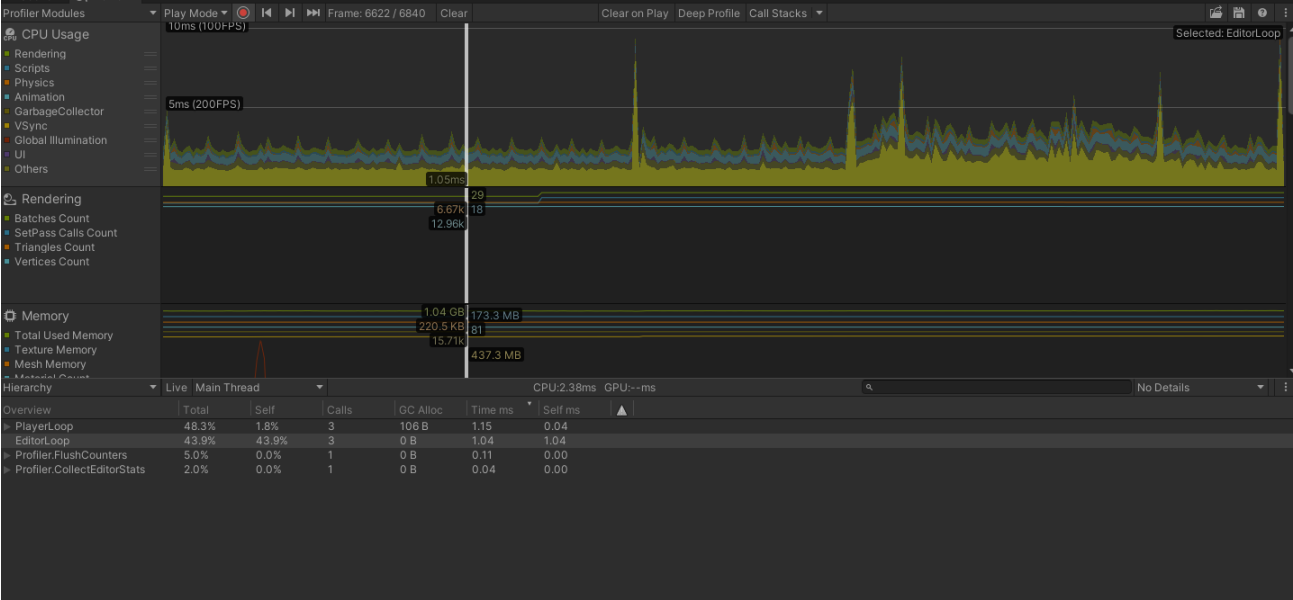 Profiler Modules Play Mode Frame: 6622 / 6840 Clear Clear on Play Deep Profile Call Stacks
CPU Usage
Rendering
Scripts
Physics
Animation
GarbageCollector
VSync
Global Illumination
UI
Others
10ms (100FPS)
Selected: EditorLoop
5ms (200FPS)
1.05ms
Rendering
Batches Count
SetPass Calls Count
Triangles Count
Vertices Count
29
6.67k 18
12.96k
Memory
Total Used Memory
Texture Memory
Mesh Memory
Material Count
1.04 GB 173.3 MB
220.5 KB 81
15.71k
437.3 MB
Hierarchy Live Main Thread CPU:2.38ms GPU:--ms No Details
Overview Total Self Calls GC Alloc Time ms Self ms
PlayerLoop 48.3% 1.8% 3 106 B 1.15 0.04
EditorLoop 43.9% 43.9% 3 0 B 1.04 1.04
Profiler.FlushCounters 5.0% 0.0% 1 0 B 0.11 0.00
Profiler.CollectEditorStats 2.0% 0.0% 1 0 B 0.04 0.00